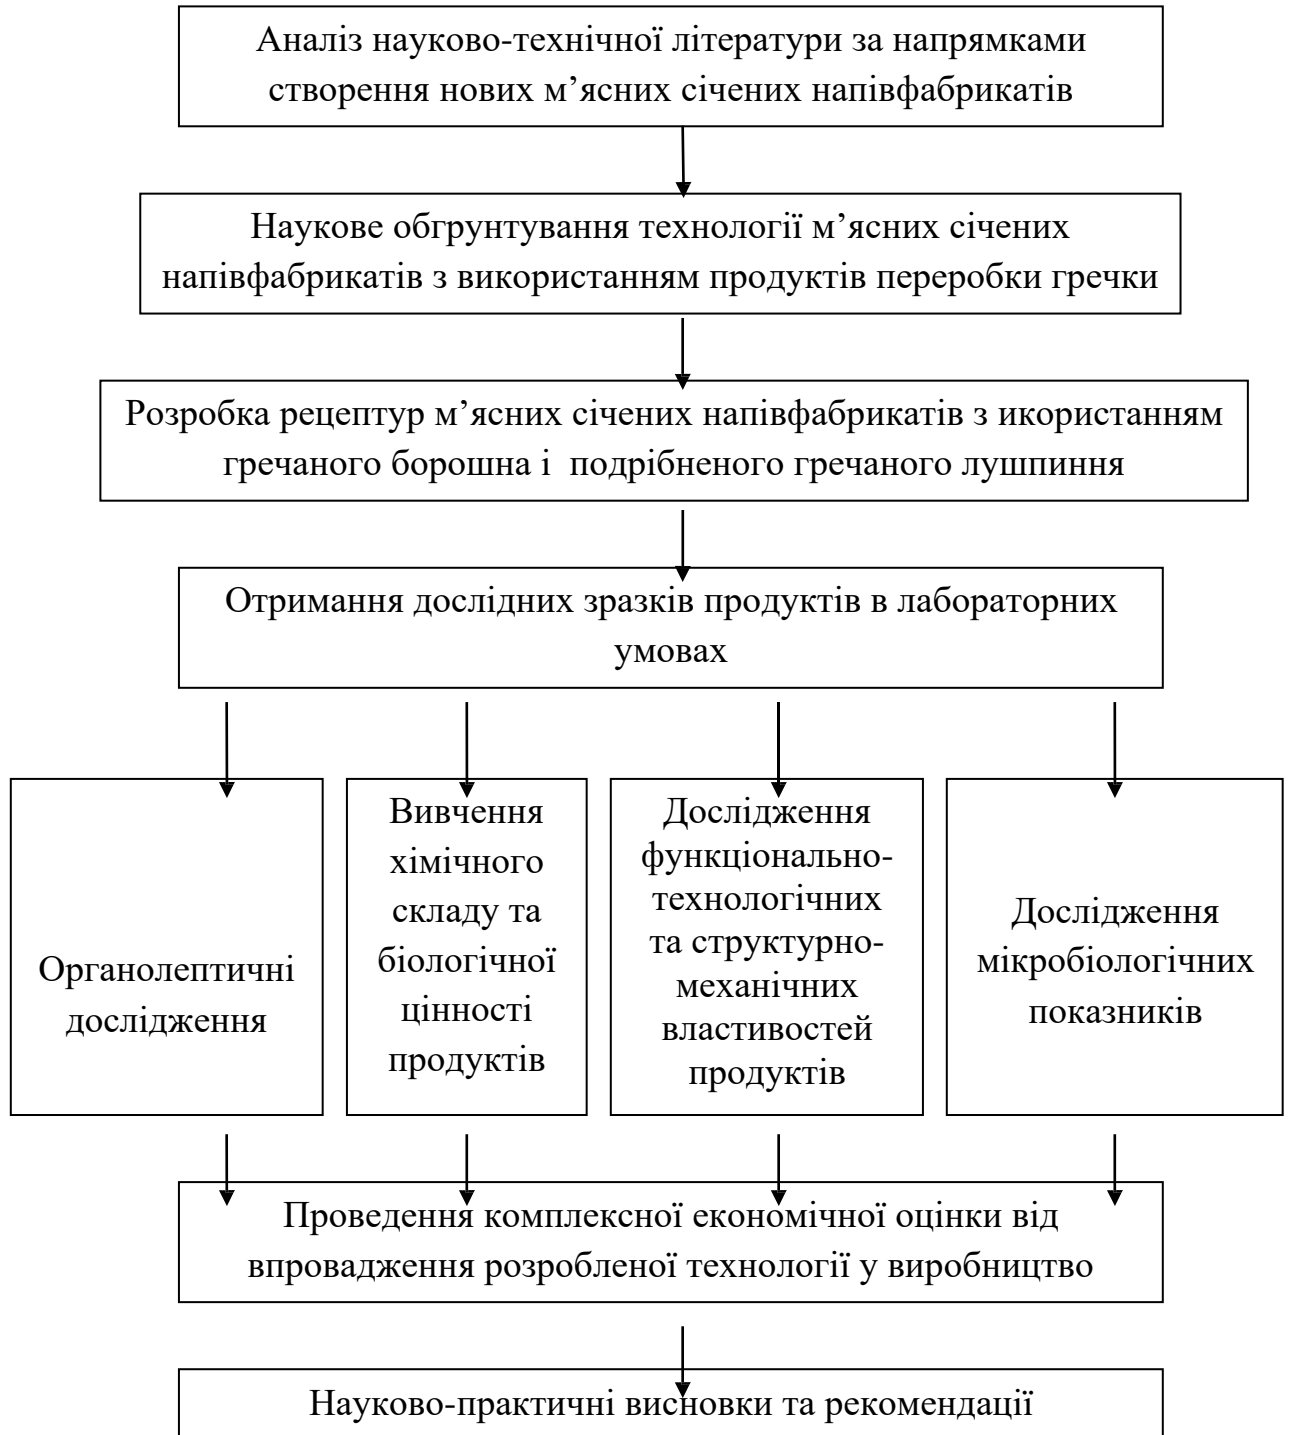 Аналіз науково-технічної літератури за напрямками
створення нових м’ясних січених напівфабрикатів
Наукове обгрунтування технології м’ясних січених
напівфабрикатів з використанням продуктів переробки гречки
Розробка рецептур м’ясних січених напівфабрикатів з икористанням
гречаного борошна і подрібненого гречаного лушпиння
Отримання дослідних зразків продуктів в лабораторних
умовах
Органолептичні
дослідження
Вивчення
хімічного
складу та
біологічної
цінності
продуктів
Дослідження
функціонально-
технологічних
та структурно-
механічних
властивостей
продуктів
Дослідження
мікробіологічних
показників
Проведення комплексної економічної оцінки від
впровадження розробленої технології у виробництво
Науково-практичні висновки та рекомендації